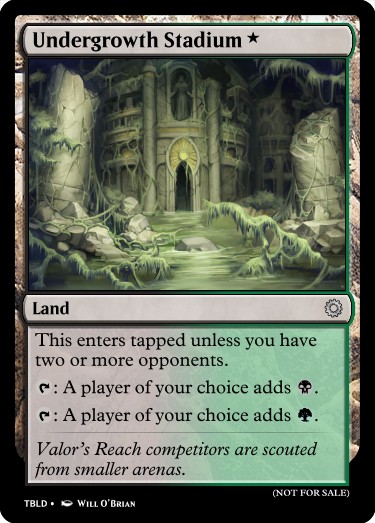 Undergrowth Stadium ★
Land
This enters tapped unless you have
two or more opponents.
: A player of your choice adds .
: A player of your choice adds .
Valor's Reach competitors are scouted
from smaller arenas.
(NOT FOR SALE)
TBLD • Will O'Brian